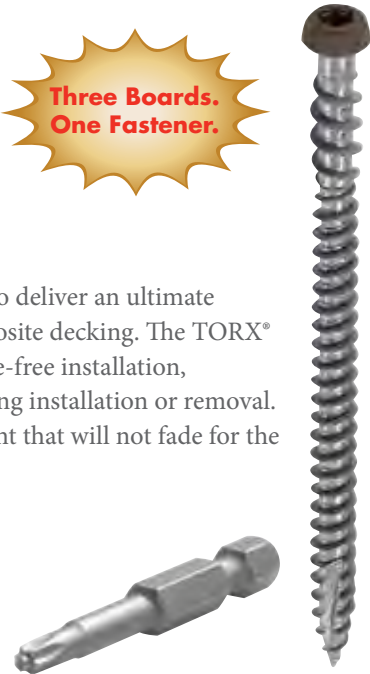 Three Boards.
One Fastener.
o deliver an ultimate
osite decking. The TORX®
e-free installation,
ng installation or removal.
nt that will not fade for the